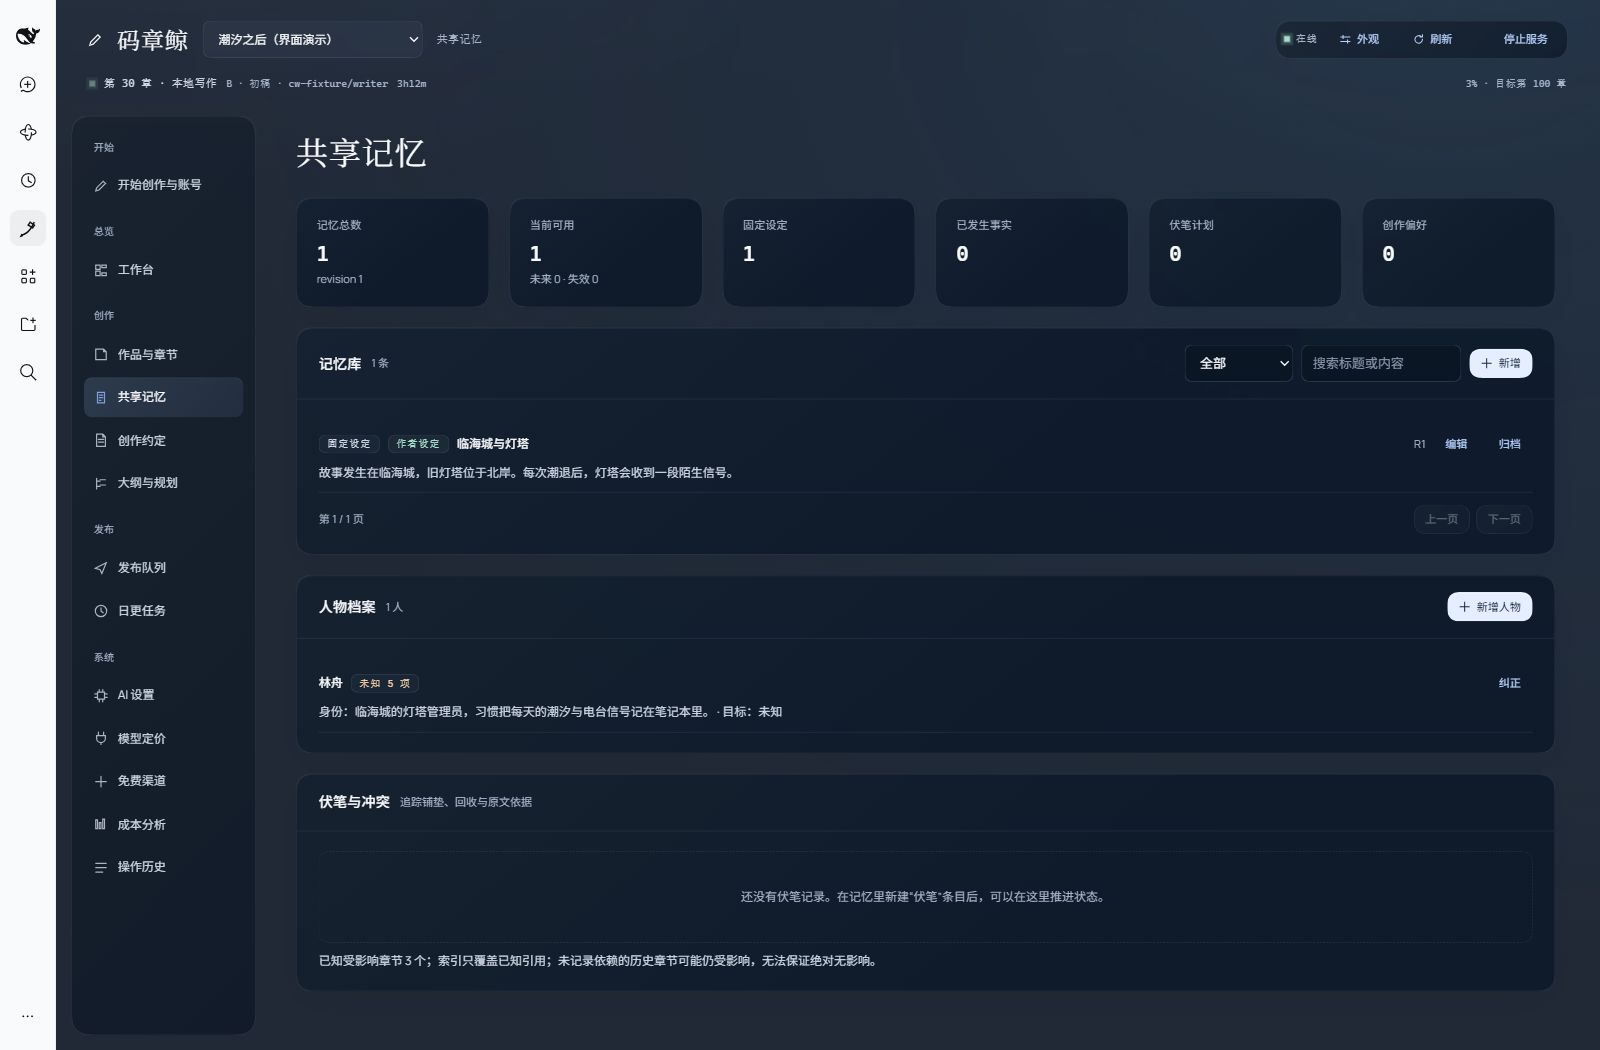 码章鲸
潮汐之后（界面演示）
共享记忆
在线
外观
刷新
停止服务
第 30 章 · 本地写作 B · 初稿 · cw-fixture/writer 3h12m
3% · 目标第 100 章
开始
开始创作与账号
总览
工作台
创作
作品与章节
共享记忆
创作约定
大纲与规划
发布
发布队列
日更任务
系统
AI 设置
模型定价
免费渠道
成本分析
操作历史
...
共享记忆
记忆总数
1
revision 1
当前可用
1
未来 0 · 失效 0
固定设定
1
已发生事实
0
伏笔计划
0
创作偏好
0
记忆库 1 条
全部
搜索标题或内容
新增
固定设定 作者设定 临海城与灯塔
R1 编辑 归档
故事发生在临海城，旧灯塔位于北岸。每次潮退后，灯塔会收到一段陌生信号。
第 1 / 1 页
上一页 下一页
人物档案 1 人
新增人物
林舟 未知 5 项
纠正
身份：临海城的灯塔管理员，习惯把每天的潮汐与电台信号记在笔记本里。 · 目标：未知
伏笔与冲突 追踪铺垫、回收与原文依据
还没有伏笔记录。在记忆里新建“伏笔”条目后，可以在这里推进状态。
已知受影响章节 3 个；索引只覆盖已知引用；未记录依赖的历史章节可能仍受影响，无法保证绝对无影响。